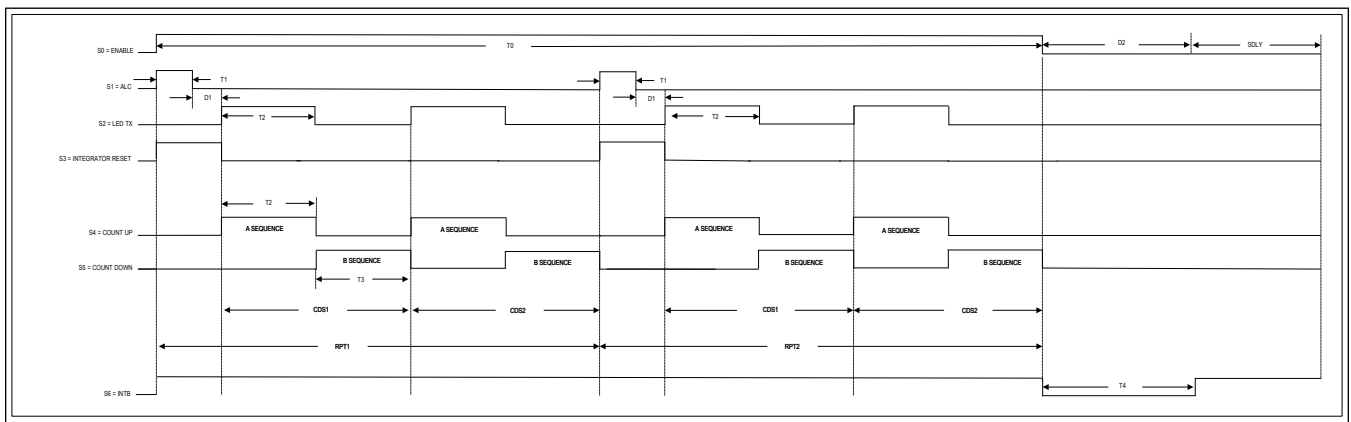 S0 = ENABLE
T0
D2
SDLY
S1 = ALC
T1
T1
D1
D1
S2 = LED TX
T2
T2
S3 = INTEGRATOR RESET
T2
S4 = COUNT UP
A SEQUENCE
A SEQUENCE
A SEQUENCE
A SEQUENCE
S5 = COUNT DOWN
B SEQUENCE
B SEQUENCE
B SEQUENCE
B SEQUENCE
T3
CDS1
CDS2
CDS1
CDS2
RPT1
RPT2
S6 = INTB
T4